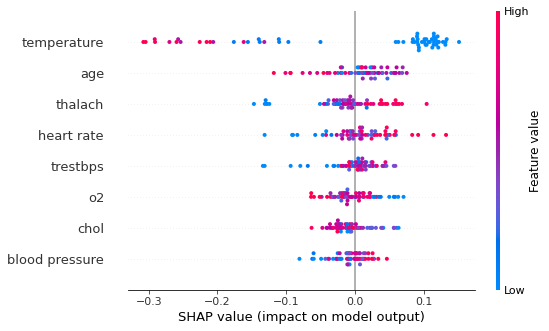 High
temperature
age
thalach
heart rate
trestbps
o2
chol
blood pressure
Feature value
Low
−0.3 −0.2 −0.1 0.0 0.1
SHAP value (impact on model output)